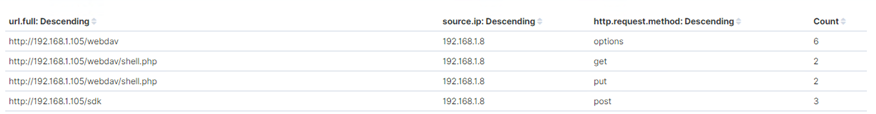 url.full: Descending source.ip: Descending http.request.method: Descending Count
http://192.168.1.105/webdav 192.168.1.8 options 6
http://192.168.1.105/webdav/shell.php 192.168.1.8 get 2
http://192.168.1.105/webdav/shell.php 192.168.1.8 put 2
http://192.168.1.105/sdk 192.168.1.8 post 3